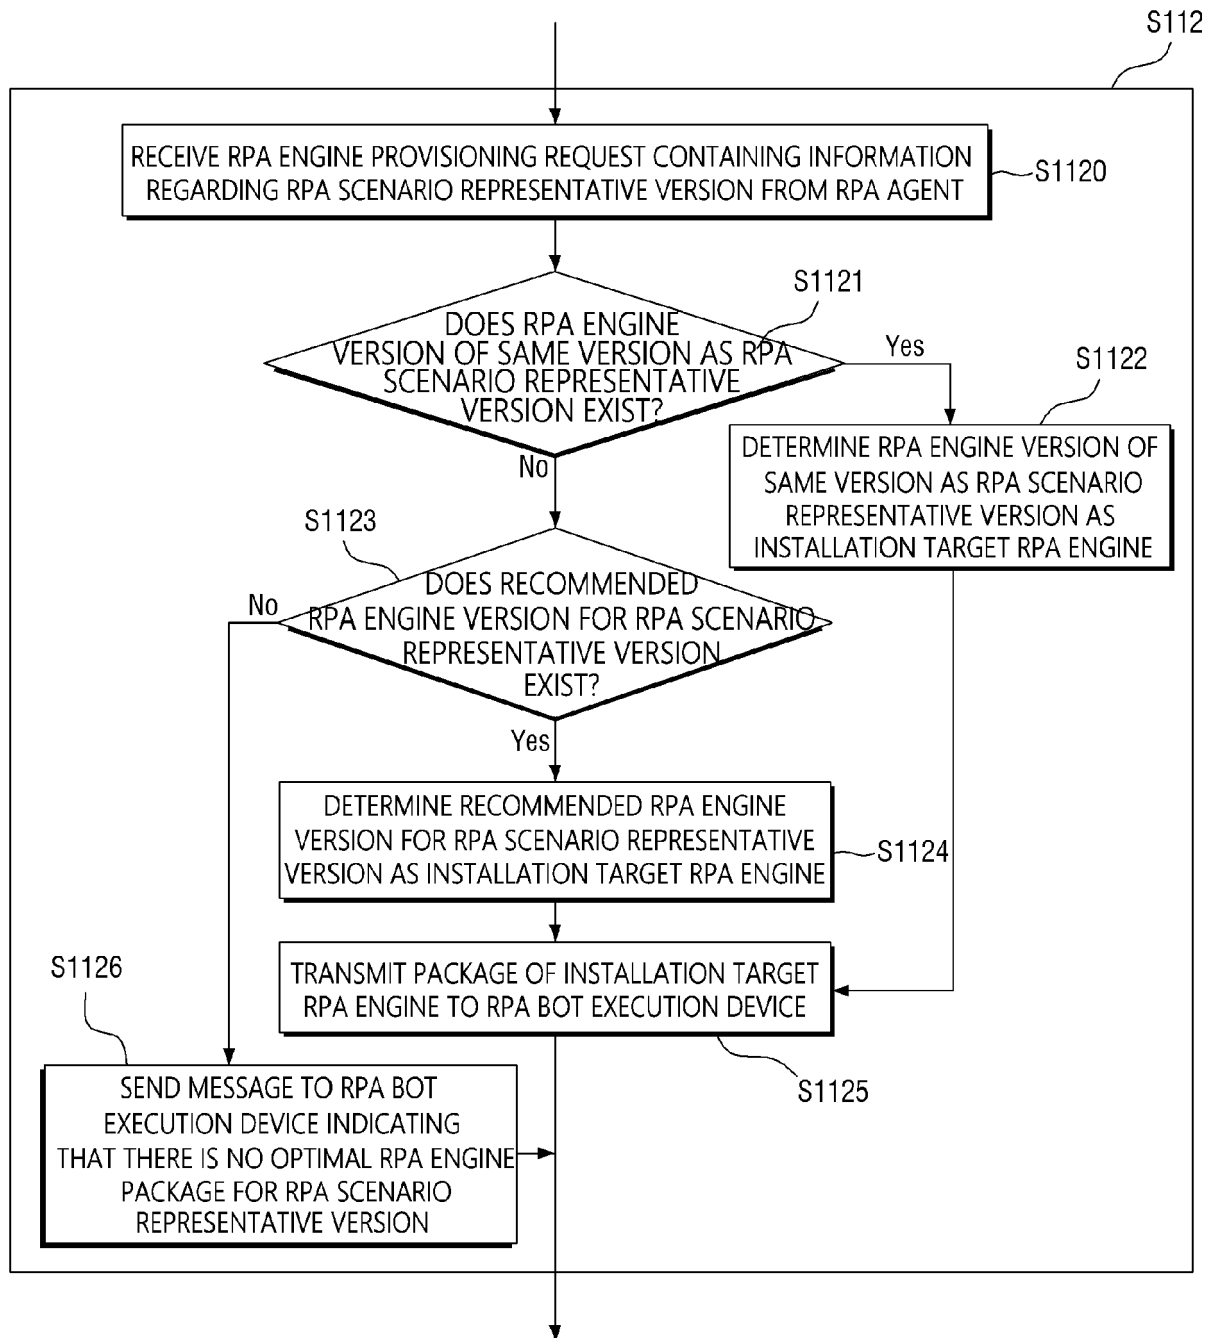 S112
RECEIVE RPA ENGINE PROVISIONING REQUEST CONTAINING INFORMATION
REGARDING RPA SCENARIO REPRESENTATIVE VERSION FROM RPA AGENT
S1120
S1121
DOES RPA ENGINE
VERSION OF SAME VERSION AS RPA
SCENARIO REPRESENTATIVE
VERSION EXIST?
Yes
S1122
DETERMINE RPA ENGINE VERSION OF
SAME VERSION AS RPA SCENARIO
REPRESENTATIVE VERSION AS
INSTALLATION TARGET RPA ENGINE
No
S1123
DOES RECOMMENDED
RPA ENGINE VERSION FOR RPA SCENARIO
REPRESENTATIVE VERSION
EXIST?
No
Yes
DETERMINE RECOMMENDED RPA ENGINE
VERSION FOR RPA SCENARIO REPRESENTATIVE
VERSION AS INSTALLATION TARGET RPA ENGINE
S1124
TRANSMIT PACKAGE OF INSTALLATION TARGET
RPA ENGINE TO RPA BOT EXECUTION DEVICE
S1125
S1126
SEND MESSAGE TO RPA BOT
EXECUTION DEVICE INDICATING
THAT THERE IS NO OPTIMAL RPA ENGINE
PACKAGE FOR RPA SCENARIO
REPRESENTATIVE VERSION